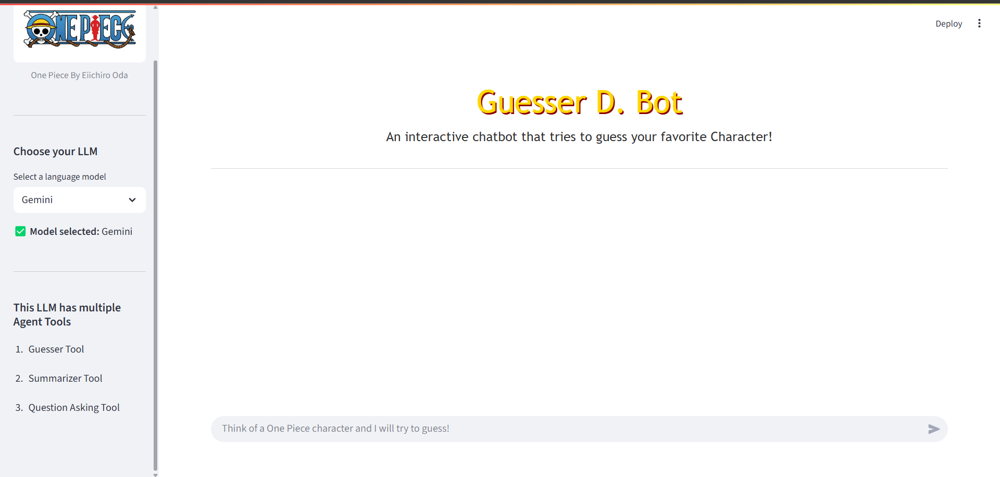 ONE PIECE
One Piece By Eiichiro Oda
Choose your LLM
Select a language model
Gemini
Model selected: Gemini
This LLM has multiple
Agent Tools
1. Guesser Tool
2. Summarizer Tool
3. Question Asking Tool
Deploy
Guesser D. Bot
An interactive chatbot that tries to guess your favorite Character!
Think of a One Piece character and I will try to guess!